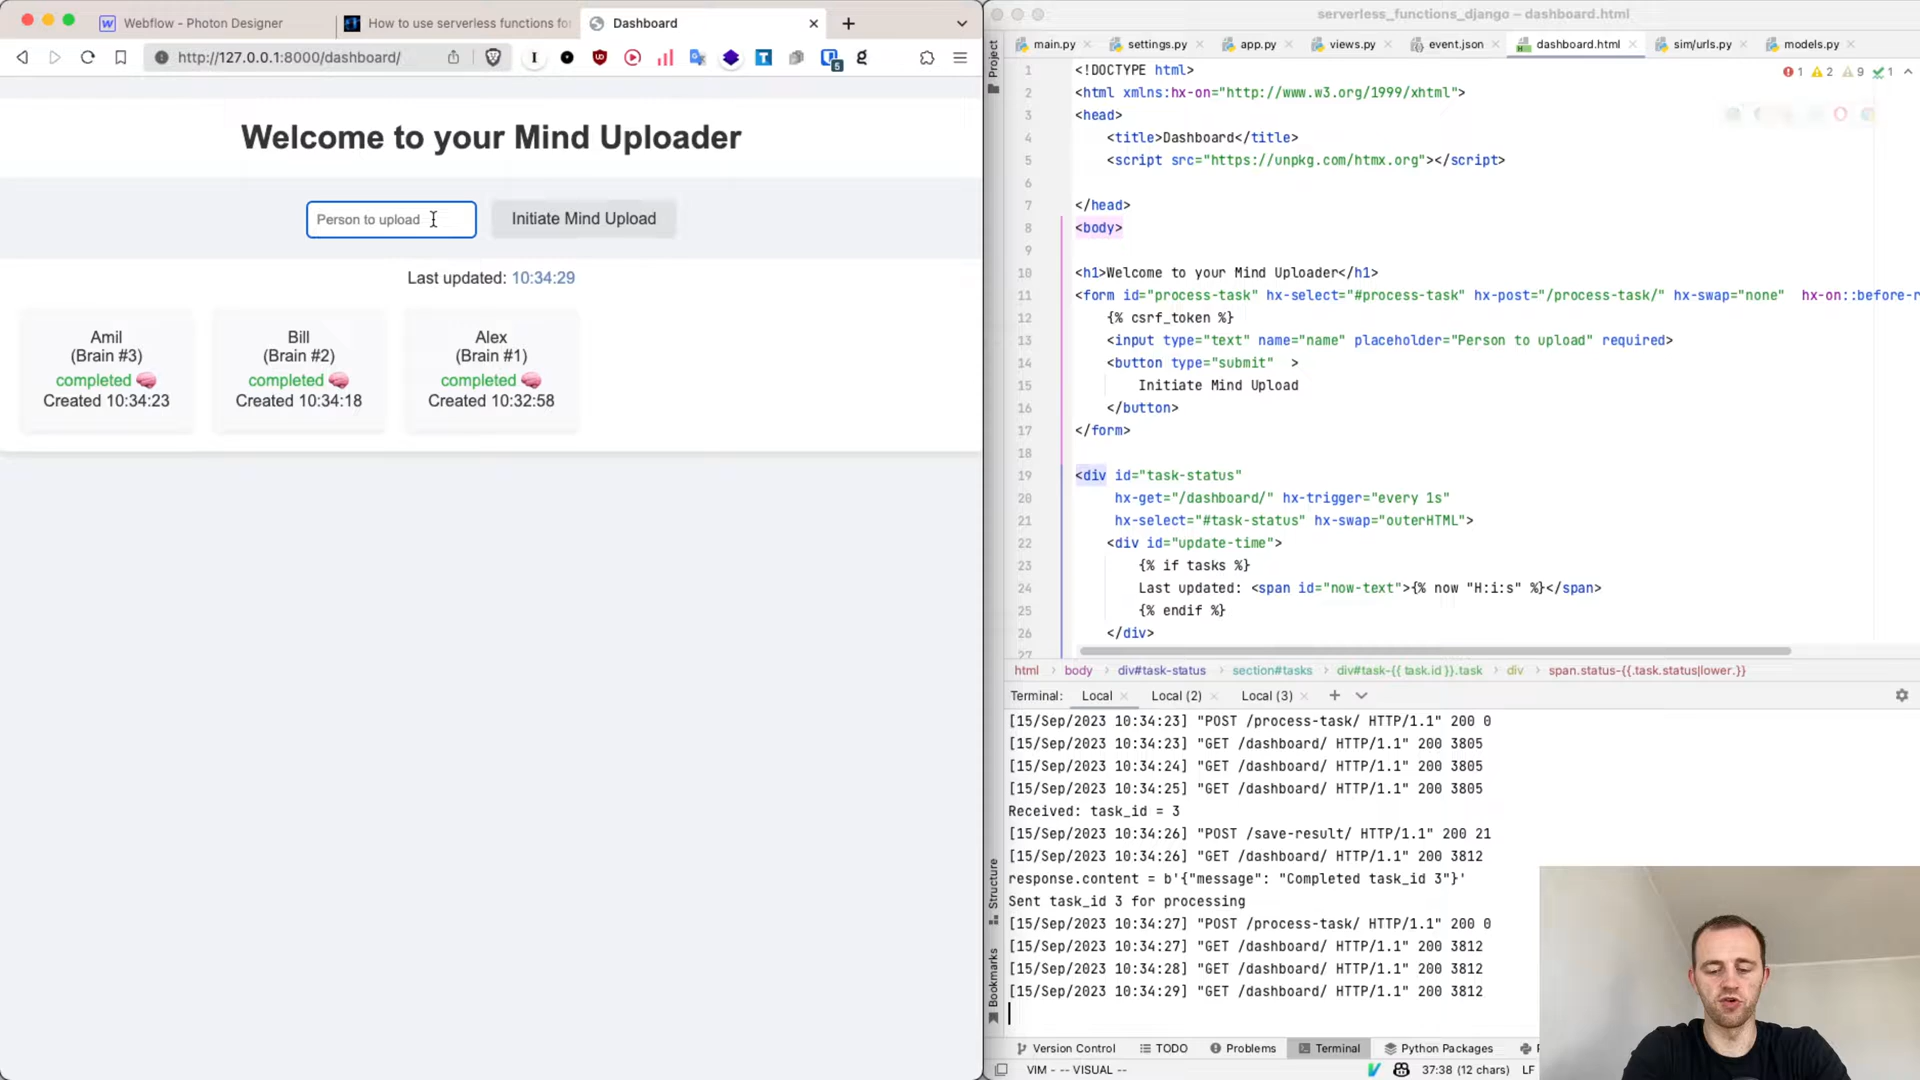 Webflow - Photon Designer
How to use serverless functions fo
Dashboard
http://127.0.0.1:8000/dashboard/
Welcome to your Mind Uploader
Person to upload
Initiate Mind Upload
Last updated: 10:34:29
Amil
(Brain #3)
completed 🧠
Created 10:34:23
Bill
(Brain #2)
completed 🧠
Created 10:34:18
Alex
(Brain #1)
completed 🧠
Created 10:32:58
serverless_functions_django – dashboard.html
Project
main.py
settings.py
app.py
views.py
event.json
dashboard.html
sim/urls.py
models.py
1 2 9 1
1 <!DOCTYPE html>
2 <html xmlns:hx-on="http://www.w3.org/1999/xhtml">
3 <head>
4 <title>Dashboard</title>
5 <script src="https://unpkg.com/htmx.org"></script>
6
7 </head>
8 <body>
9
10 <h1>Welcome to your Mind Uploader</h1>
11 <form id="process-task" hx-select="#process-task" hx-post="/process-task/" hx-swap="none" hx-on::before-r
12 {% csrf_token %}
13 <input type="text" name="name" placeholder="Person to upload" required>
14 <button type="submit" >
15 Initiate Mind Upload
16 </button>
17 </form>
18
19 <div id="task-status"
20 hx-get="/dashboard/" hx-trigger="every 1s"
21 hx-select="#task-status" hx-swap="outerHTML">
22 <div id="update-time">
23 {% if tasks %}
24 Last updated: <span id="now-text">{% now "H:i:s" %}</span>
25 {% endif %}
26 </div>
27
html body div#task-status section#tasks div#task-{{ task.id }}.task div span.status-{{.task.status|lower.}}
Terminal: Local Local (2) Local (3)
[15/Sep/2023 10:34:23] "POST /process-task/ HTTP/1.1" 200 0
[15/Sep/2023 10:34:23] "GET /dashboard/ HTTP/1.1" 200 3805
[15/Sep/2023 10:34:24] "GET /dashboard/ HTTP/1.1" 200 3805
[15/Sep/2023 10:34:25] "GET /dashboard/ HTTP/1.1" 200 3805
Received: task_id = 3
[15/Sep/2023 10:34:26] "POST /save-result/ HTTP/1.1" 200 21
[15/Sep/2023 10:34:26] "GET /dashboard/ HTTP/1.1" 200 3812
response.content = b'{"message": "Completed task_id 3"}'
Sent task_id 3 for processing
[15/Sep/2023 10:34:27] "POST /process-task/ HTTP/1.1" 200 0
[15/Sep/2023 10:34:27] "GET /dashboard/ HTTP/1.1" 200 3812
[15/Sep/2023 10:34:28] "GET /dashboard/ HTTP/1.1" 200 3812
[15/Sep/2023 10:34:29] "GET /dashboard/ HTTP/1.1" 200 3812
Structure
Bookmarks
Version Control
TODO
Problems
Terminal
Python Packages
VIM - -- VISUAL --
37:38 (12 chars)
LF